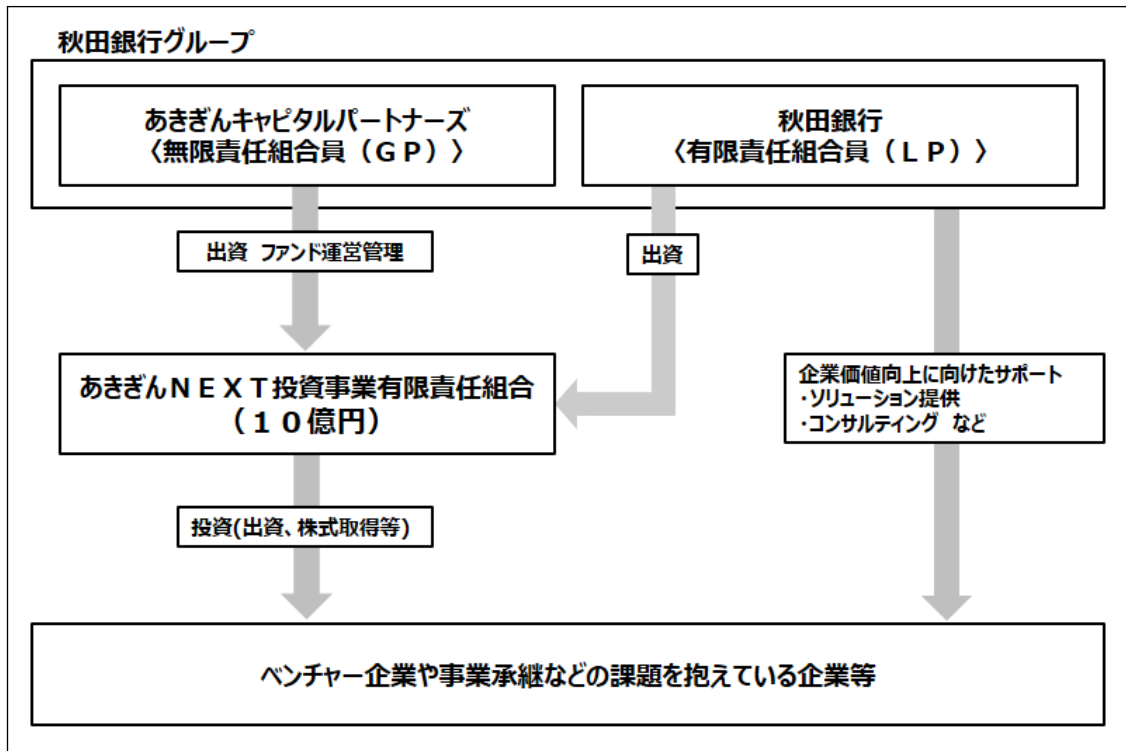 秋田銀行グループ
あきぎんキャピタルパートナーズ
〈無限責任組合員（ＧＰ）〉
秋田銀行
〈有限責任組合員（ＬＰ）〉
出資 ファンド運営管理
出資
あきぎんＮＥＸＴ投資事業有限責任組合
（１０億円）
企業価値向上に向けたサポート
・ソリューション提供
・コンサルティング など
投資(出資、株式取得等)
ベンチャー企業や事業承継などの課題を抱えている企業等